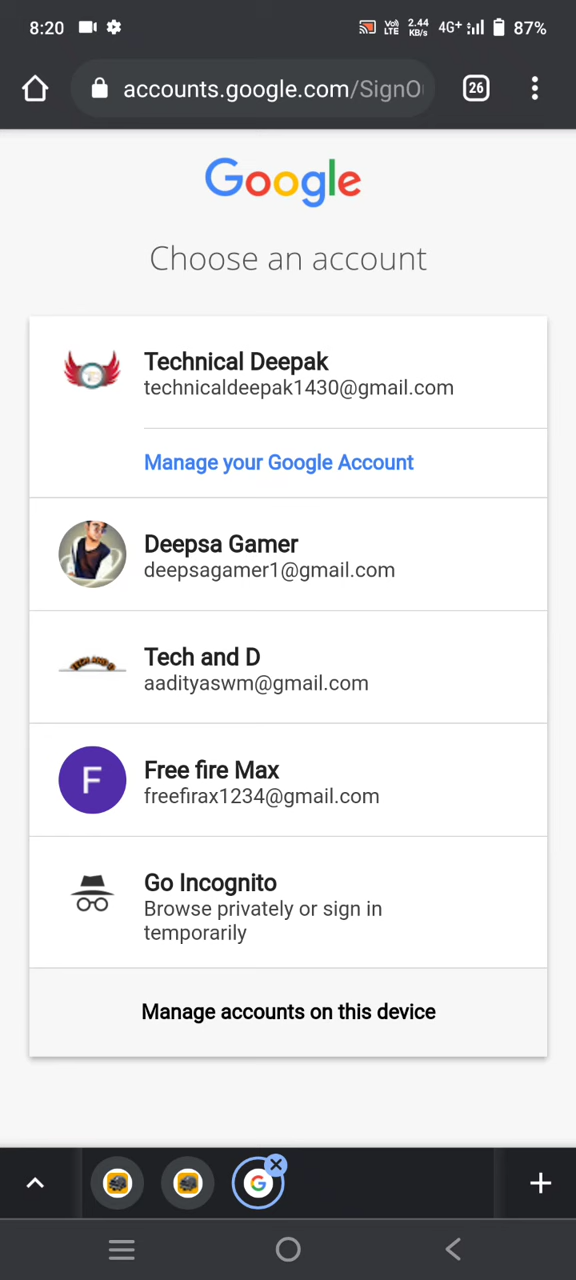 8:20
Vo) LTE 2.44 KB/s 4G+ 87%
accounts.google.com/SignO
26
Google
Choose an account
Technical Deepak
technicaldeepak1430@gmail.com
Manage your Google Account
Deepsa Gamer
deepsagamer1@gmail.com
Tech and D
aadityaswm@gmail.com
F
Free fire Max
freefirax1234@gmail.com
Go Incognito
Browse privately or sign in
temporarily
Manage accounts on this device
G